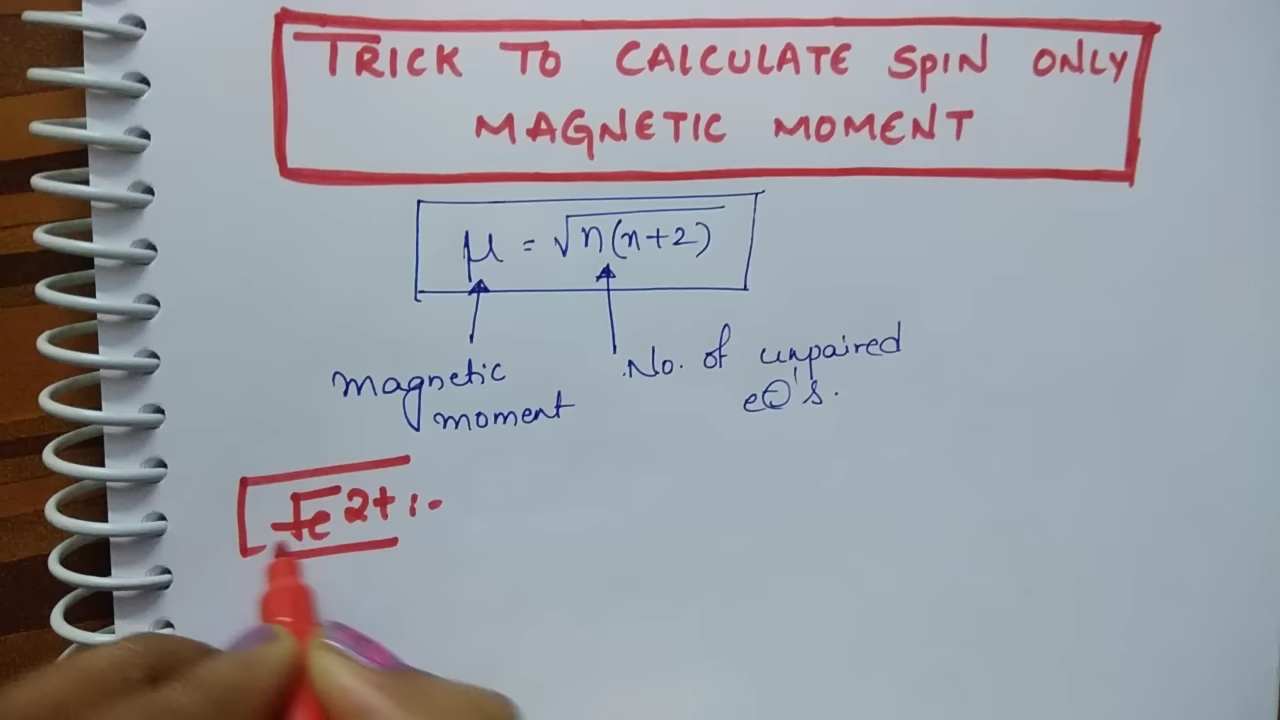 TRICK TO CALCULATE SPIN ONLY
MAGNETIC MOMENT
μ = √n(n+2)
magnetic
moment
No. of unpaired
e⊖'s.
Fe2+ :-